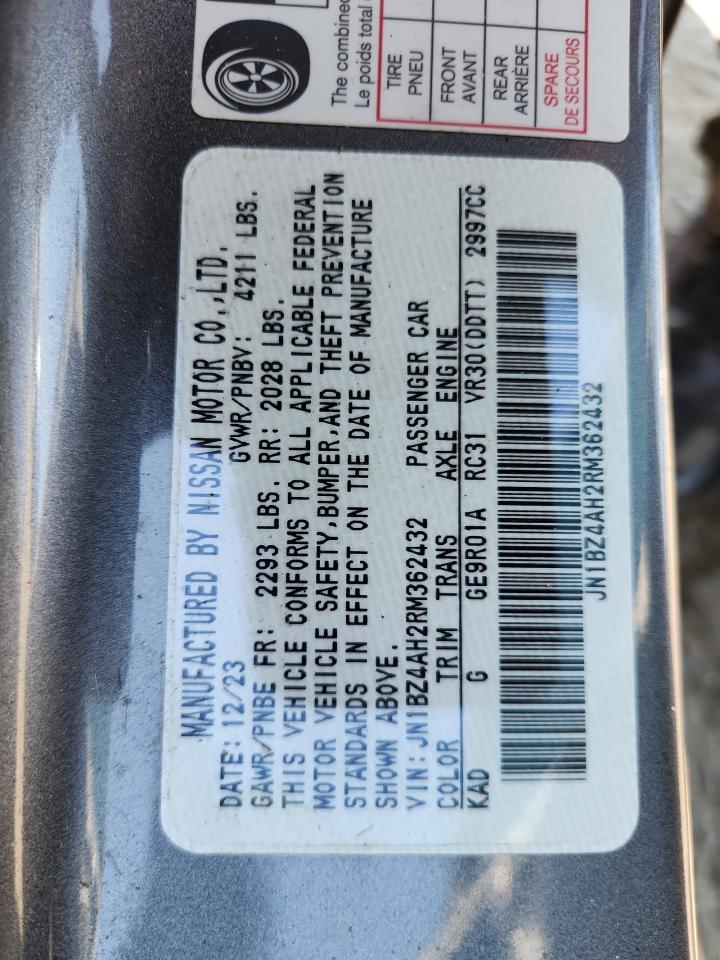 The combined
Le poids total
TIRE
PNEU
FRONT
AVANT
REAR
ARRIÈRE
SPARE
DE SECOURS
MANUFACTURED BY NISSAN MOTOR CO.,LTD.
DATE: 12/23 GVWR/PNBV: 4211 LBS.
GAWR/PNBE FR: 2293 LBS. RR: 2028 LBS.
THIS VEHICLE CONFORMS TO ALL APPLICABLE FEDERAL
MOTOR VEHICLE SAFETY,BUMPER,AND THEFT PREVENTION
STANDARDS IN EFFECT ON THE DATE OF MANUFACTURE
SHOWN ABOVE.
VIN:JN1BZ4AH2RM362432 PASSENGER CAR
COLOR TRIM TRANS AXLE ENGINE
KAD G GE9R01A RC31 VR30(DDTT) 2997CC
JN1BZ4AH2RM362432